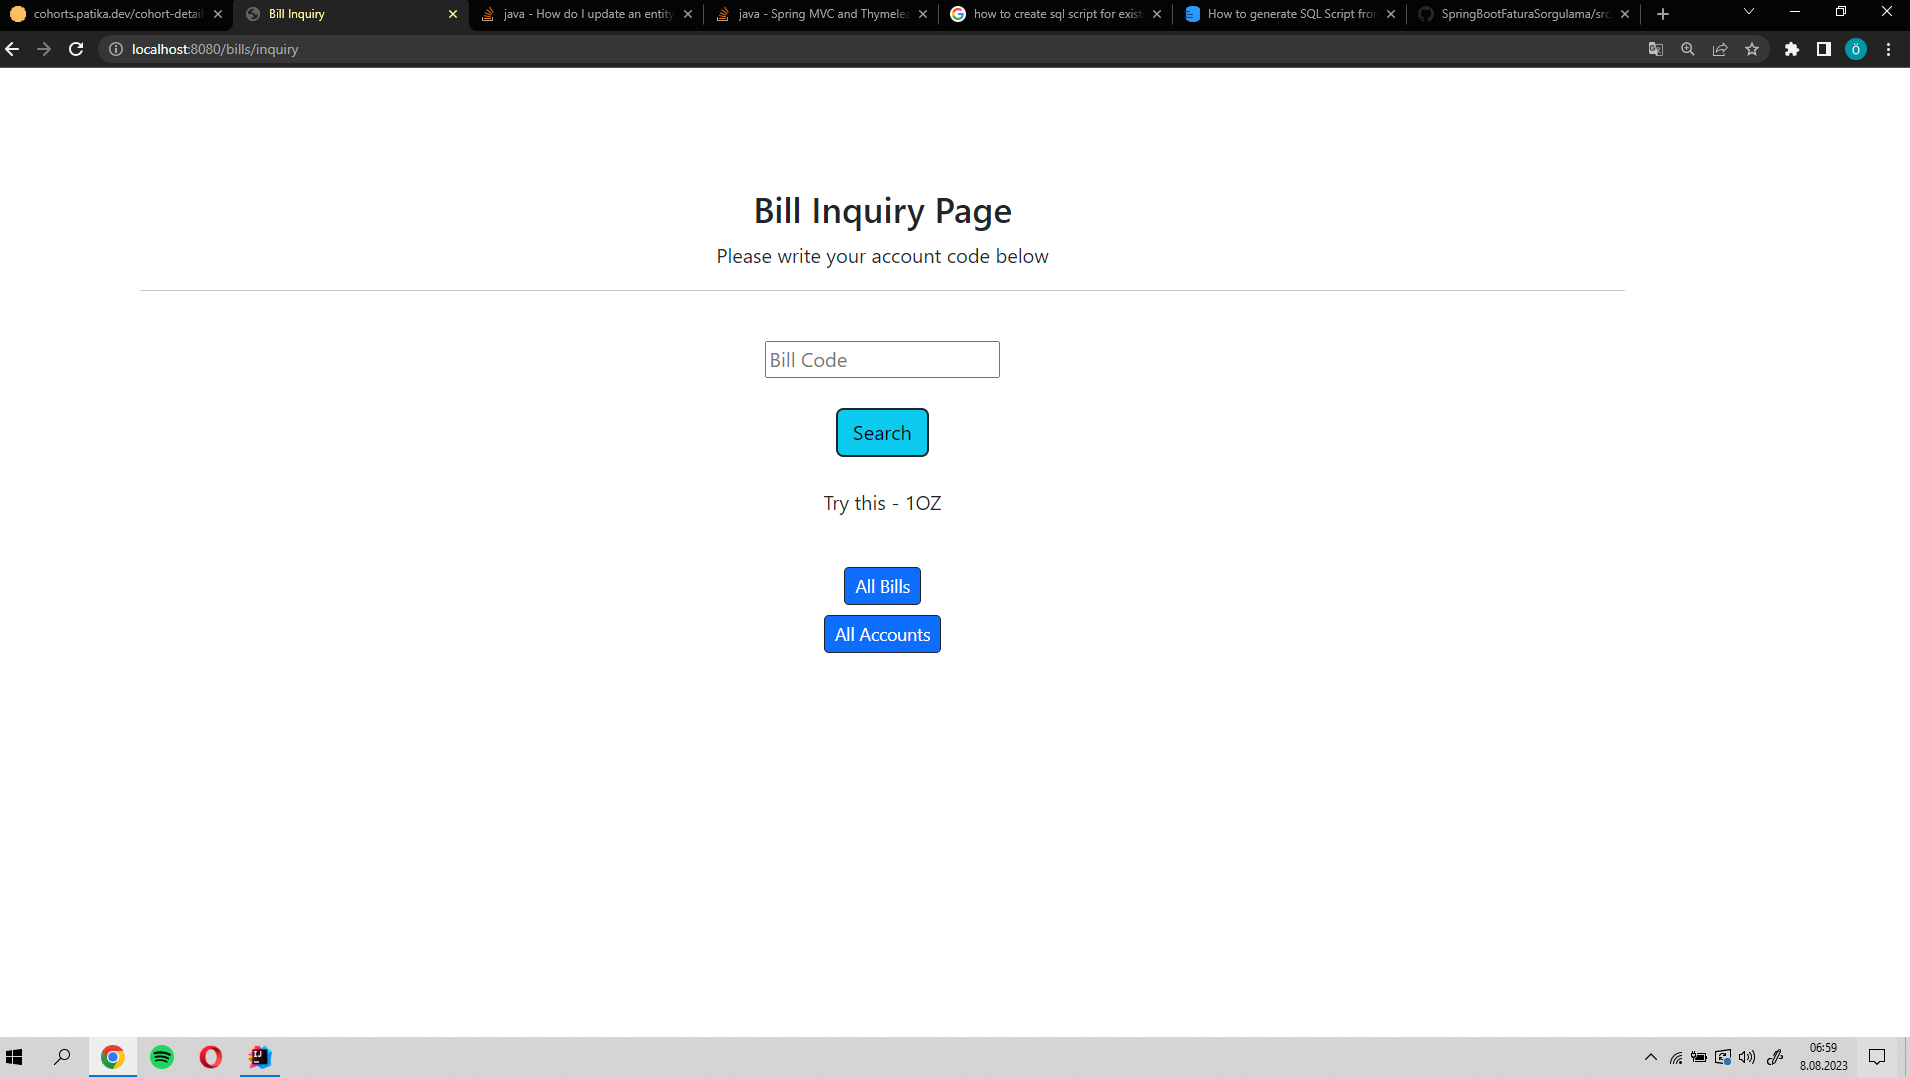 cohorts.patika.dev/cohort-detail
Bill Inquiry
java - How do I update an entity
java - Spring MVC and Thymelea
how to create sql script for exist
How to generate SQL Script from
SpringBootFaturaSorgulama/src
localhost:8080/bills/inquiry
Ö
Bill Inquiry Page
Please write your account code below
Bill Code
Search
Try this - 1OZ
All Bills
All Accounts
IJ
06:59
8.08.2023